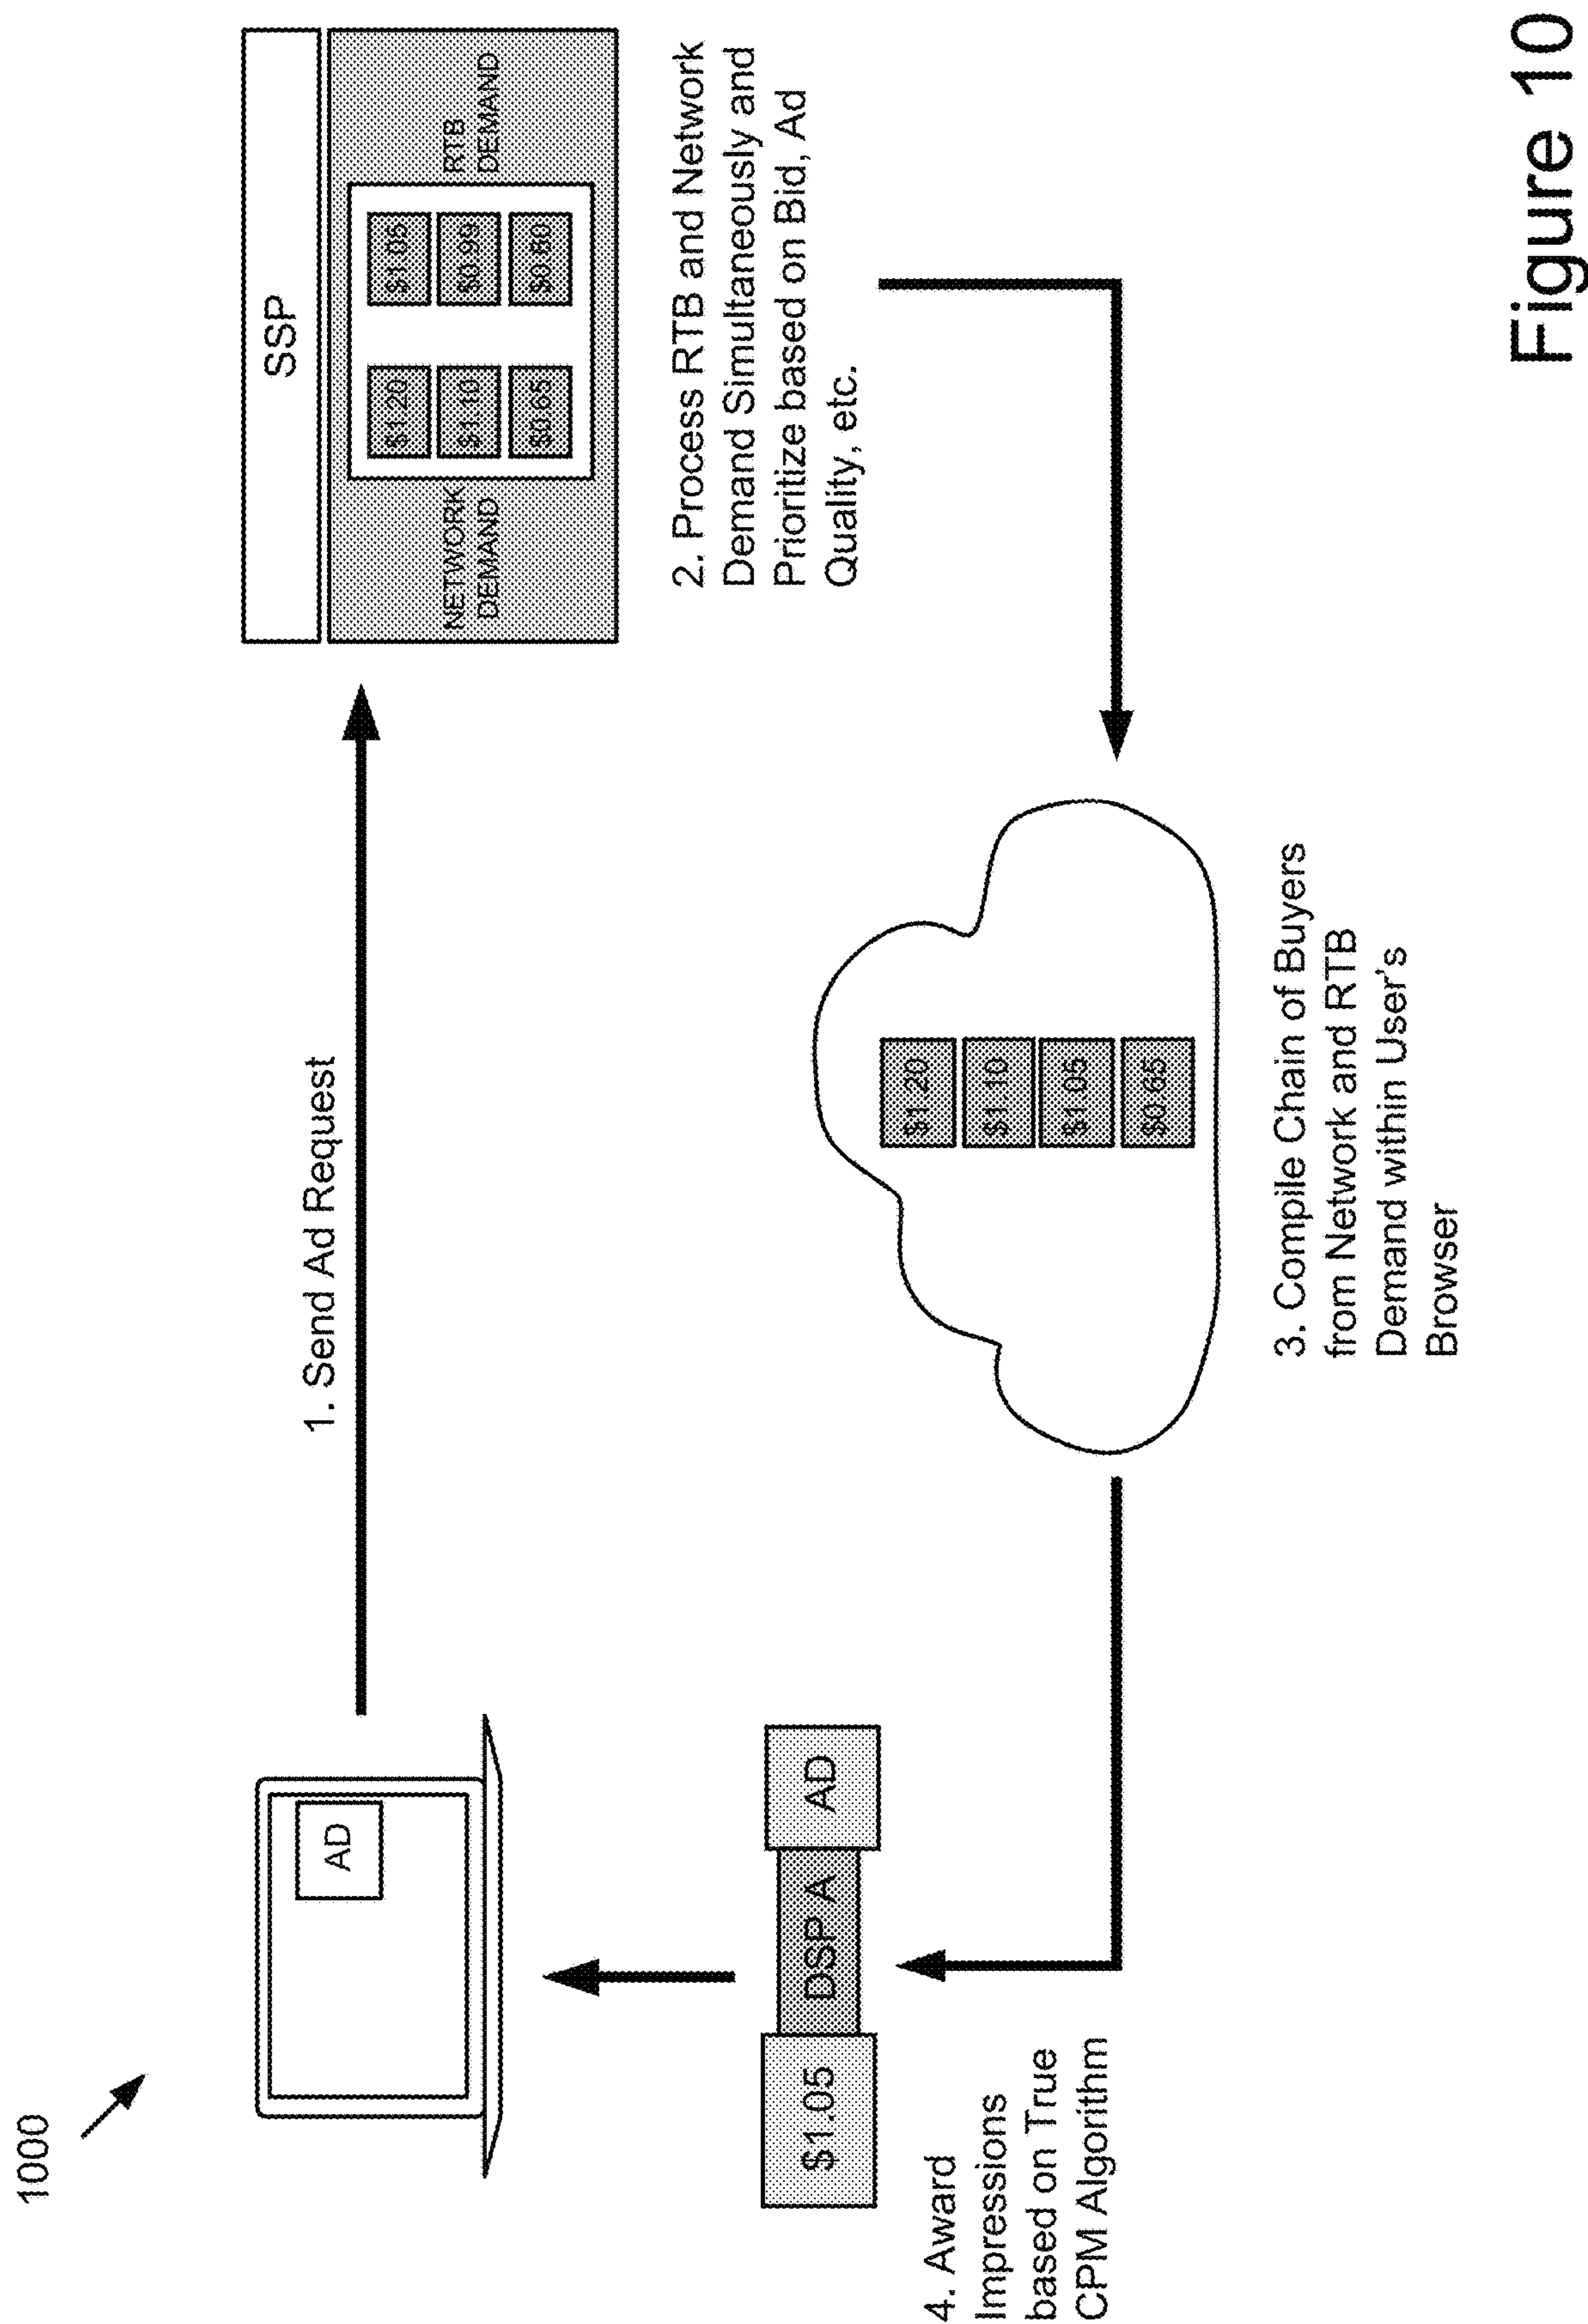 1000
AD
1. Send Ad Request
SSP
NETWORK
DEMAND
$1.20
$1.10
$0.65
$1.05
$0.99
$0.60
RTB
DEMAND
2. Process RTB and Network
Demand Simultaneously and
Prioritize based on Bid, Ad
Quality, etc.
$1.20
$1.10
$1.05
$0.65
3. Compile Chain of Buyers
from Network and RTB
Demand within User's
Browser
$1.05
DSP A
AD
4. Award
Impressions
based on True
CPM Algorithm
Figure 10